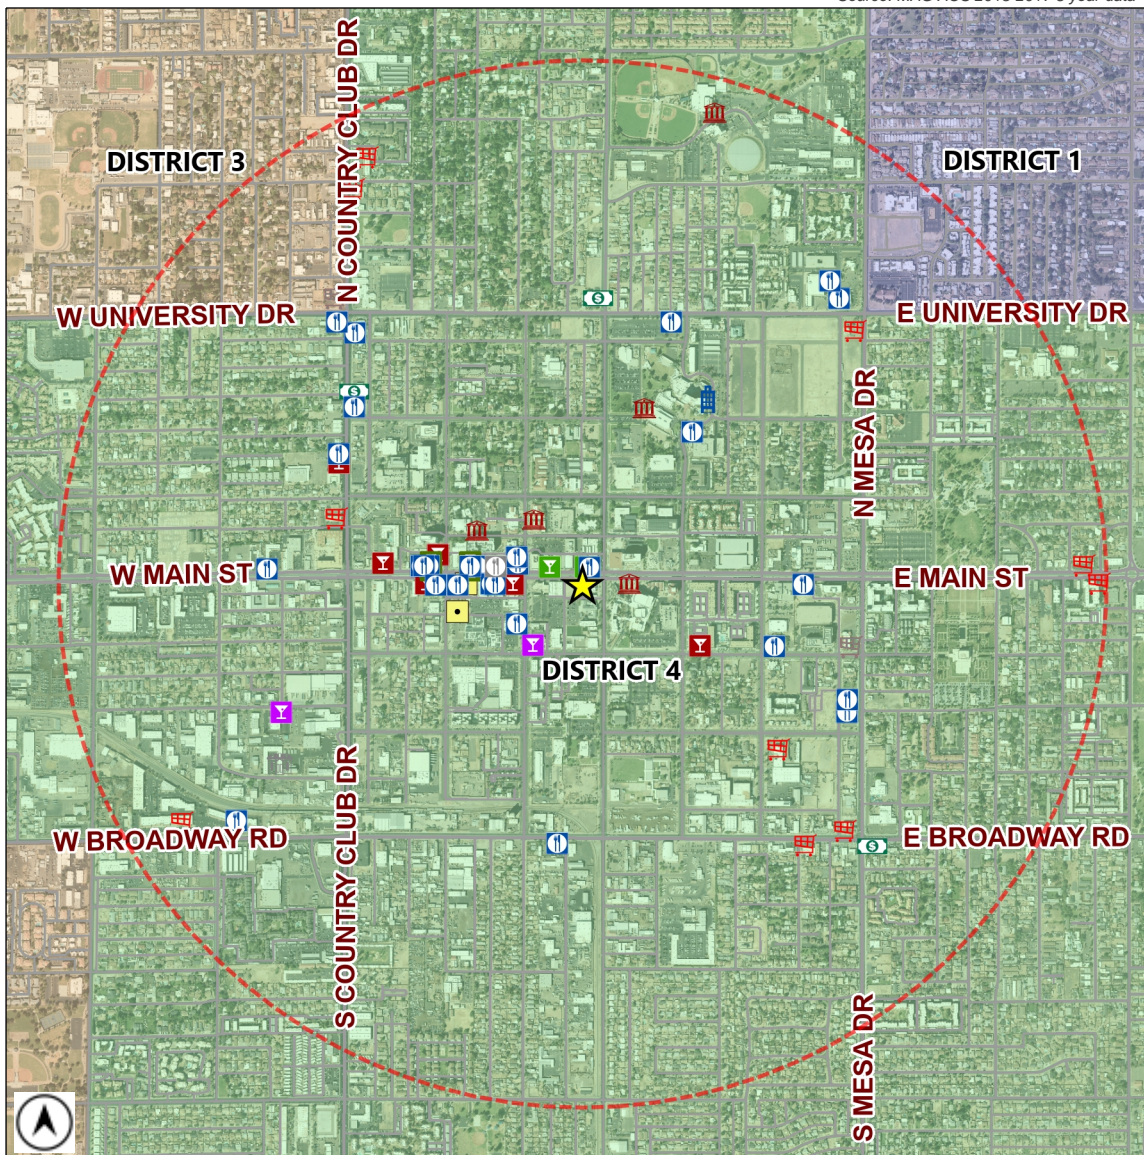 N COUNTRY CLUB DR
DISTRICT 3
DISTRICT 1
W UNIVERSITY DR
E UNIVERSITY DR
N MESA DR
W MAIN ST
E MAIN ST
DISTRICT 4
S COUNTRY CLUB DR
W BROADWAY RD
E BROADWAY RD
S MESA DR